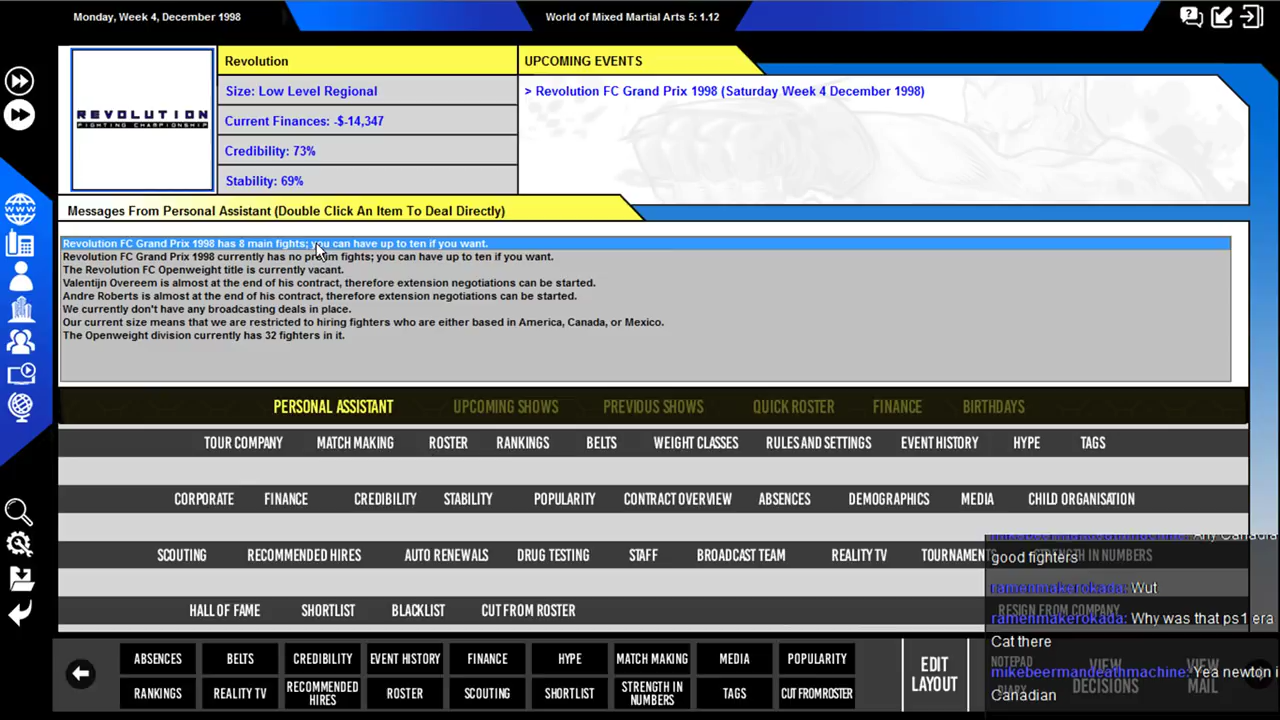 Monday, Week 4, December 1998
World of Mixed Martial Arts 5: 1.12
REVOLUTION
FIGHTING CHAMPIONSHIP
Revolution
Size: Low Level Regional
Current Finances: -$-14,347
Credibility: 73%
Stability: 69%
UPCOMING EVENTS
> Revolution FC Grand Prix 1998 (Saturday Week 4 December 1998)
Messages From Personal Assistant (Double Click An Item To Deal Directly)
Revolution FC Grand Prix 1998 has 8 main fights; you can have up to ten if you want.
Revolution FC Grand Prix 1998 currently has no prelim fights; you can have up to ten if you want.
The Revolution FC Openweight title is currently vacant.
Valentijn Overeem is almost at the end of his contract, therefore extension negotiations can be started.
Andre Roberts is almost at the end of his contract, therefore extension negotiations can be started.
We currently don't have any broadcasting deals in place.
Our current size means that we are restricted to hiring fighters who are either based in America, Canada, or Mexico.
The Openweight division currently has 32 fighters in it.
PERSONAL ASSISTANT UPCOMING SHOWS PREVIOUS SHOWS QUICK ROSTER FINANCE BIRTHDAYS
TOUR COMPANY MATCH MAKING ROSTER RANKINGS BELTS WEIGHT CLASSES RULES AND SETTINGS EVENT HISTORY HYPE TAGS
CORPORATE FINANCE CREDIBILITY STABILITY POPULARITY CONTRACT OVERVIEW ABSENCES DEMOGRAPHICS MEDIA CHILD ORGANISATION
SCOUTING RECOMMENDED HIRES AUTO RENEWALS DRUG TESTING STAFF BROADCAST TEAM REALITY TV TOURNAMENTS STRENGTH IN NUMBERS
HALL OF FAME SHORTLIST BLACKLIST CUT FROM ROSTER RESIGN FROM COMPANY
good fighters
ramenmakerokada: Wut
ramenmakerokada: Why was that ps1 era
Cat there
mikebeermandeathmachine: Yea newton i
Canadian
ABSENCES BELTS CREDIBILITY EVENT HISTORY FINANCE HYPE MATCH MAKING MEDIA POPULARITY
RANKINGS REALITY TV RECOMMENDED HIRES ROSTER SCOUTING SHORTLIST STRENGTH IN NUMBERS TAGS CUT FROM ROSTER
EDIT LAYOUT
NOTEPAD
DIARY
VIEW DECISIONS
VIEW MAIL